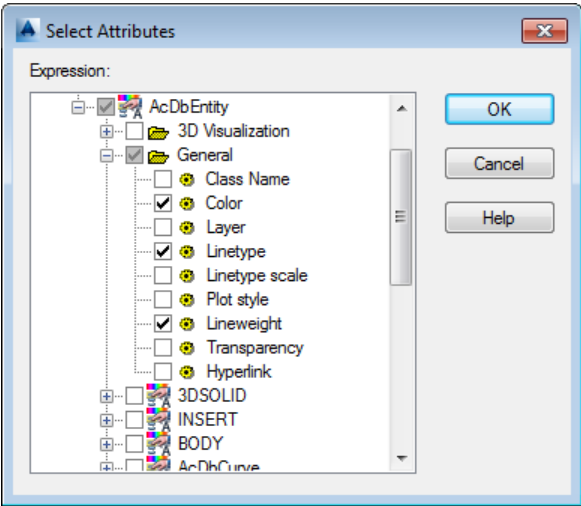 Select Attributes
Expression:
AcDbEntity
3D Visualization
General
Class Name
Color
Layer
Linetype
Linetype scale
Plot style
Lineweight
Transparency
Hyperlink
3DSOLID
INSERT
BODY
AcDbCurve
OK
Cancel
Help